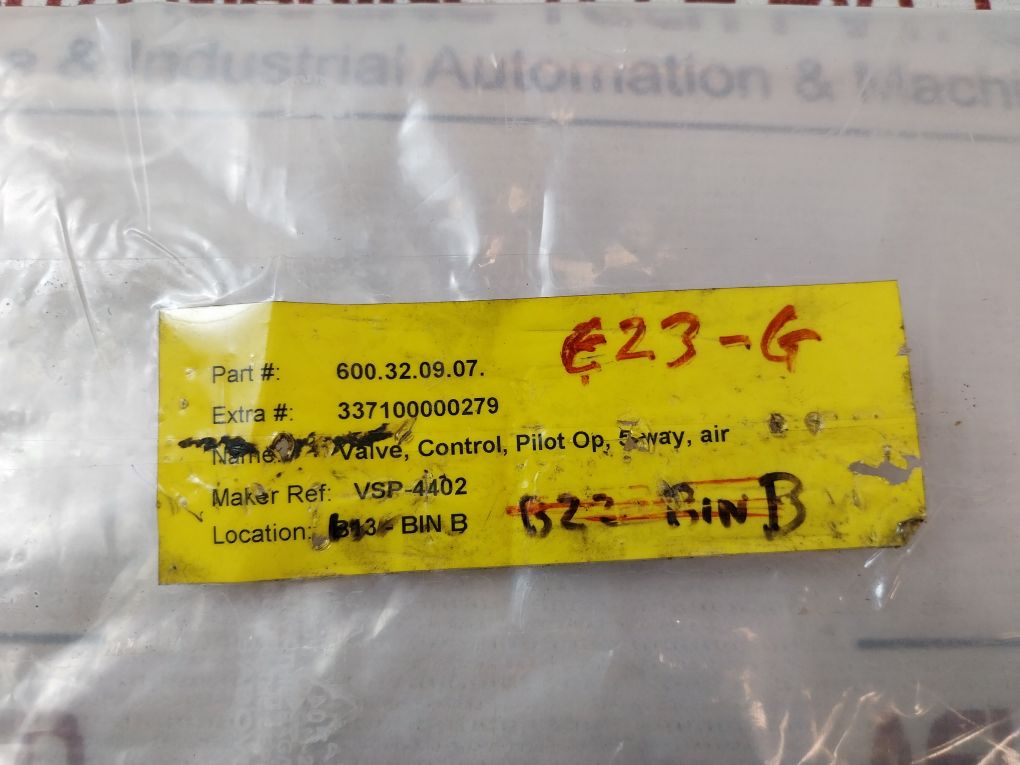 & Industrial Automation &
E23-G
Part #: 600.32.09.07.
Extra #: 337100000279
Name: Valve, Control, Pilot Op, 5-way, air
Maker Ref: VSP-4402
Location: B13 - BIN B
B22 BIN B